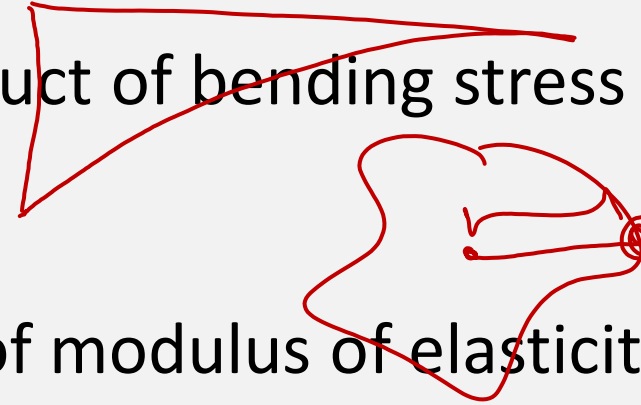 uct of bending stress
of modulus of elasticit